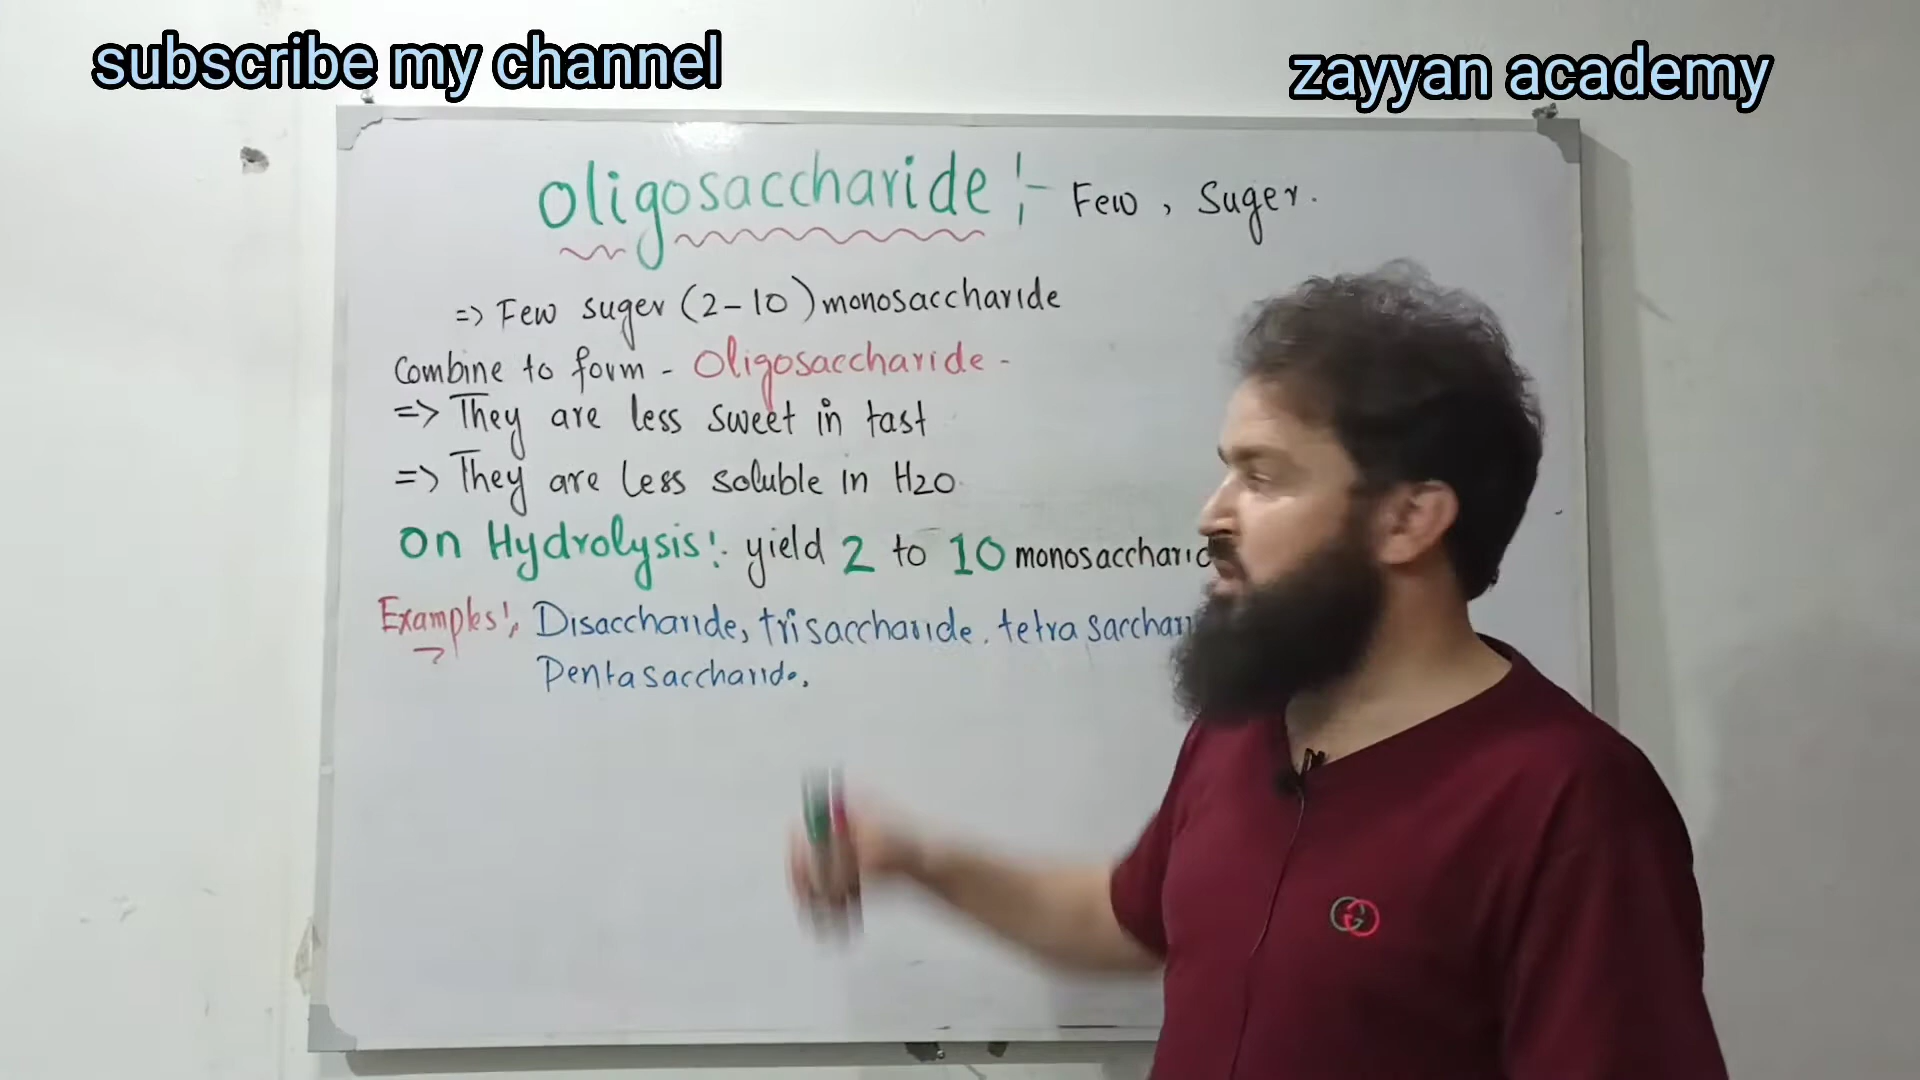 subscribe my channel
zayyan academy
Oligosaccharide :- Few , Suger.
=> Few suger (2-10) monosaccharide
Combine to form - Oligosaccharide -
=> They are less sweet in tast
=> They are less soluble in H2O
On Hydrolysis:. yield 2 to 10
Examples:, Disaccharide, trisaccharide. tetra
Pentasaccharide.